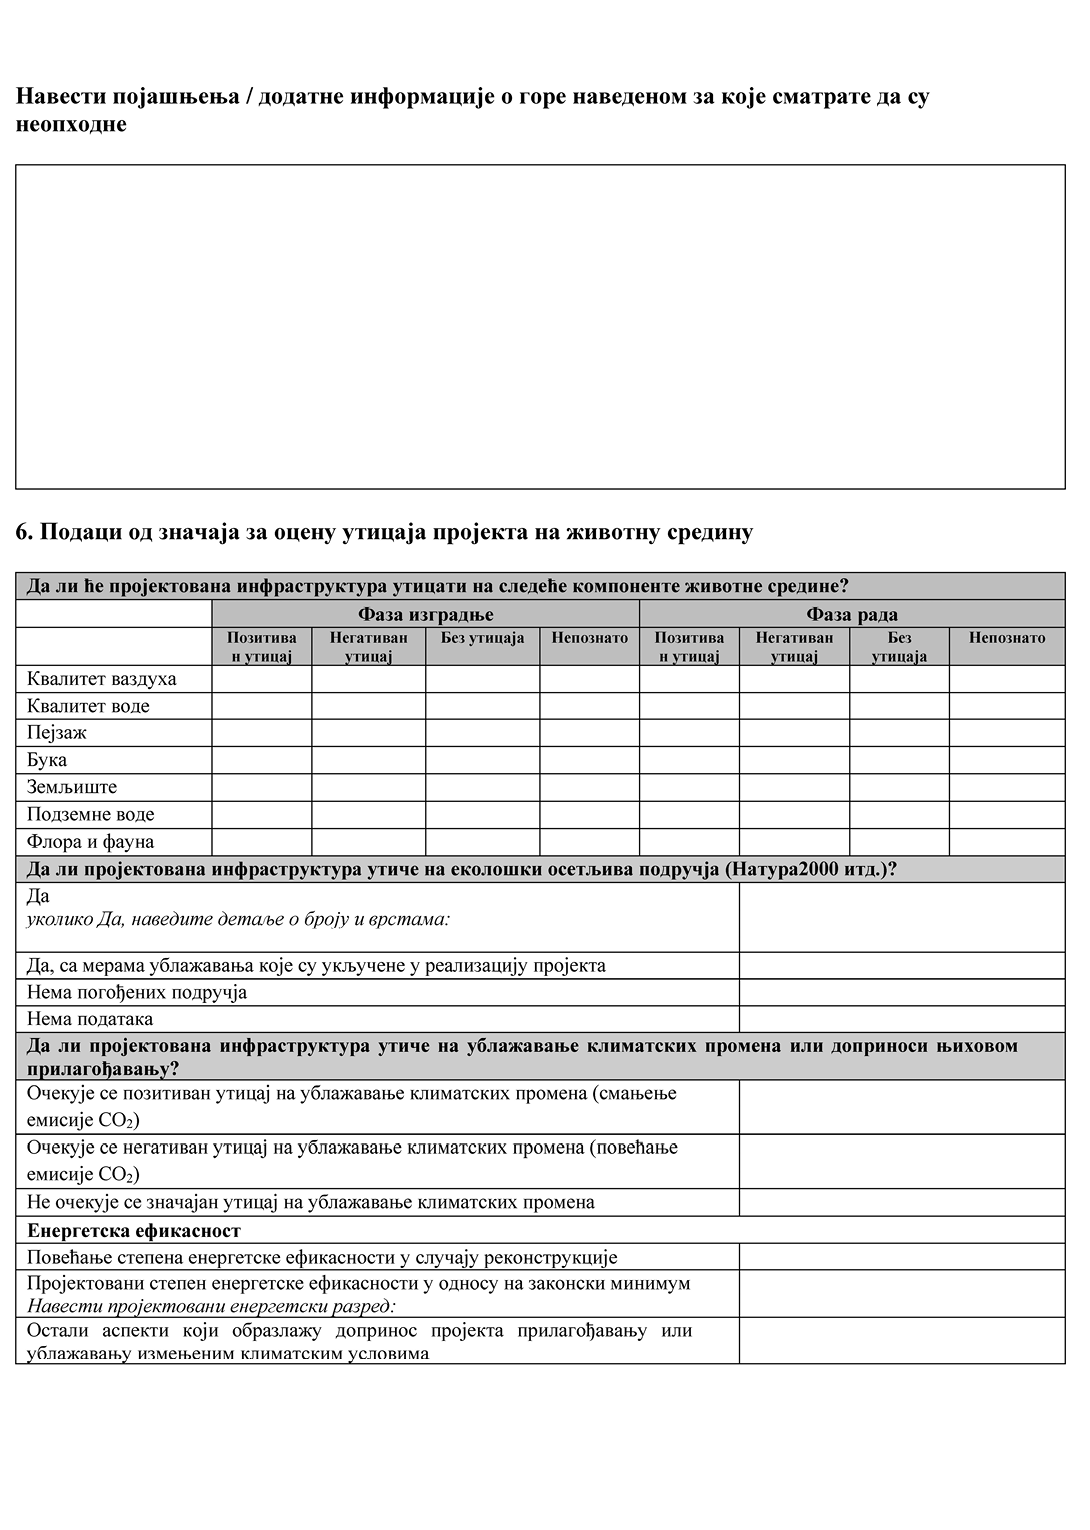 Навести појашњења / додатне информације о горе наведеном за које сматрате да су
неопходне
6. Подаци од значаја за оцену утицаја пројекта на животну средину
Да ли ће пројектована инфраструктура утицати на следеће компоненте животне средине?
Фаза изградње Фаза рада
Позитива Негативан Без утицаја Непознато Позитива Негативан Без Непознато
н утицај утицај н утицај утицај утицаја
Квалитет ваздуха
Квалитет воде
Пејзаж
Бука
Земљиште
Подземне воде
Флора и фауна
Да ли пројектована инфраструктура утиче на еколошки осетљива подручја (Натура2000 итд.)?
Да
уколико Да, наведите детаље о броју и врстама:
Да, са мерама ублажавања које су укључене у реализацију пројекта
Нема погођених подручја
Нема података
Да ли пројектована инфраструктура утиче на ублажавање климатских промена или доприноси њиховом
прилагођавању?
Очекује се позитиван утицај на ублажавање климатских промена (смањење
емисије CO₂)
Очекује се негативан утицај на ублажавање климатских промена (повећање
емисије CO₂)
Не очекује се значајан утицај на ублажавање климатских промена
Енергетска ефикасност
Повећање степена енергетске ефикасности у случају реконструкције
Пројектовани степен енергетске ефикасности у односу на законски минимум
Навести пројектовани енергетски разред:
Остали аспекти који образлажу допринос пројекта прилагођавању или
ублажавању измењеним климатским условима